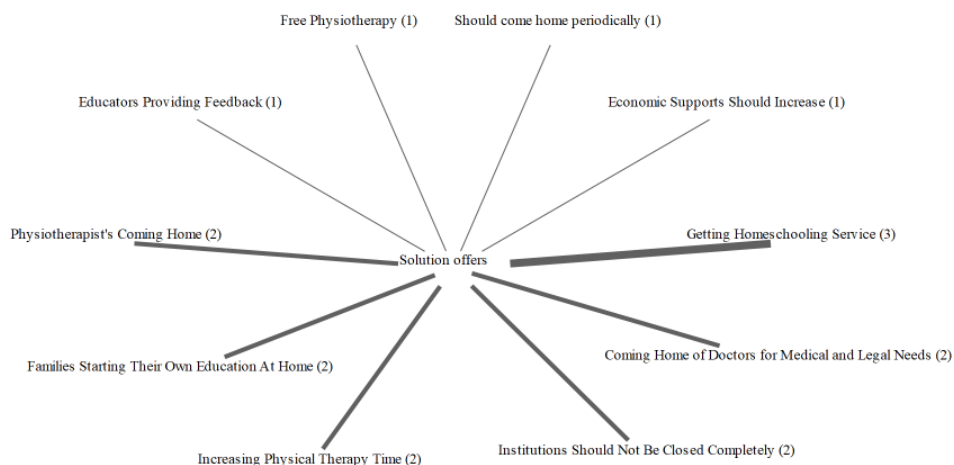 Free Physiotherapy (1)
Should come home periodically (1)
Educators Providing Feedback (1)
Economic Supports Should Increase (1)
Physiotherapist's Coming Home (2)
Getting Homeschooling Service (3)
Solution offers
Coming Home of Doctors for Medical and Legal Needs (2)
Families Starting Their Own Education At Home (2)
Institutions Should Not Be Closed Completely (2)
Increasing Physical Therapy Time (2)